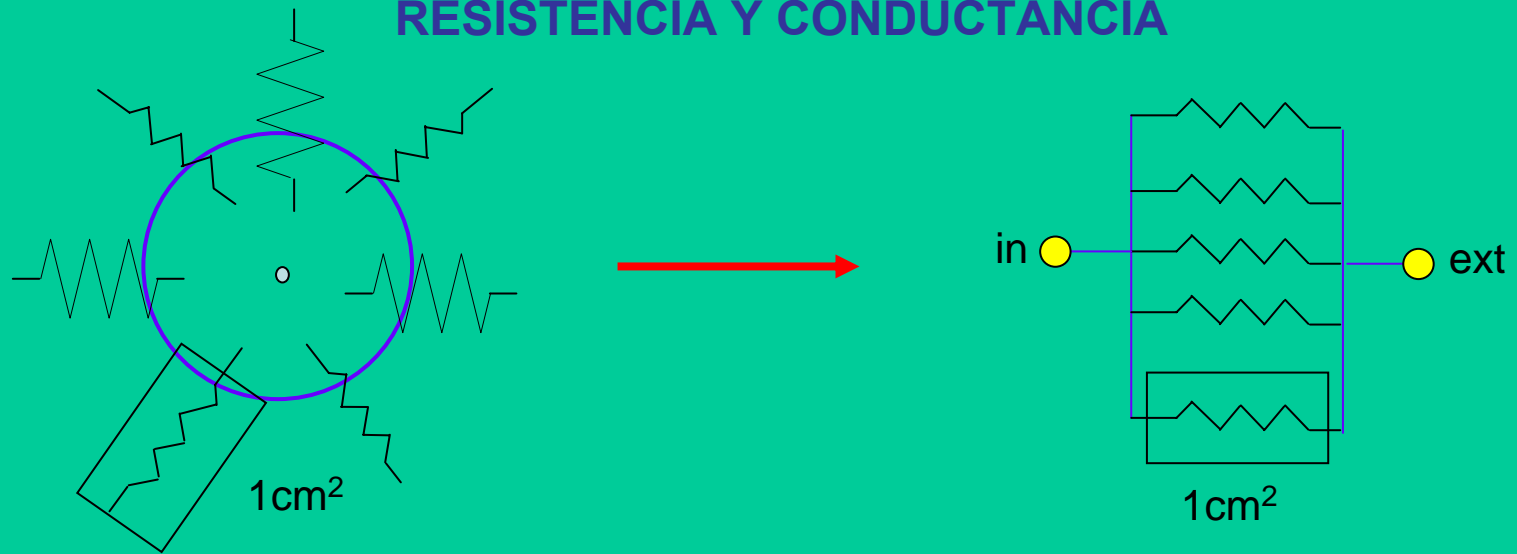 RESISTENCIA Y CONDUCTANCIA
in
ext
1cm²
1cm²